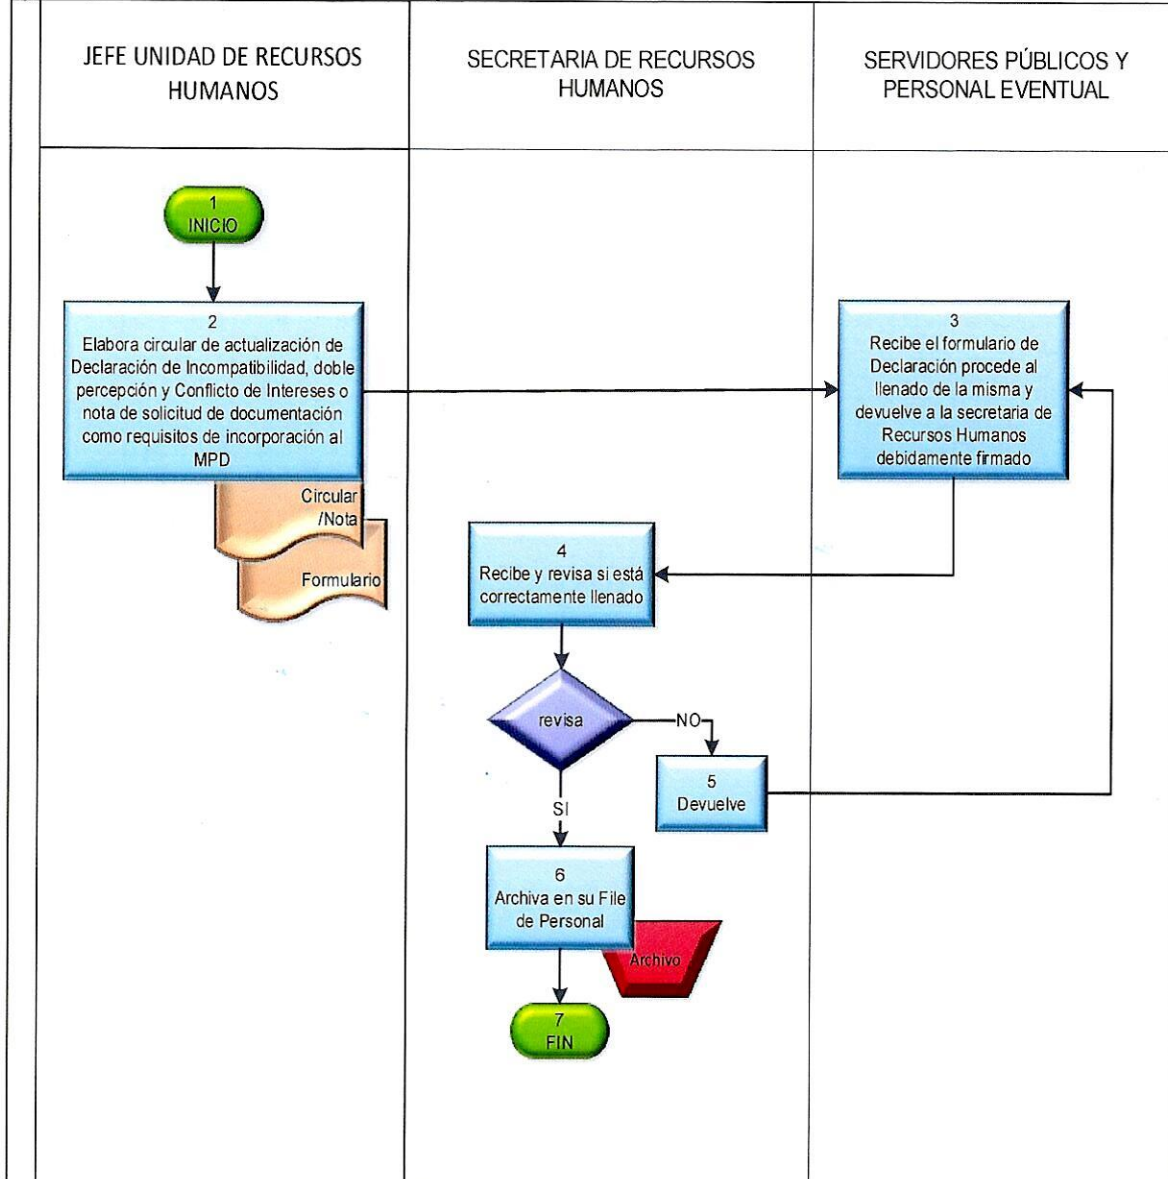 JEFE UNIDAD DE RECURSOS
HUMANOS
SECRETARIA DE RECURSOS
HUMANOS
SERVIDORES PÚBLICOS Y
PERSONAL EVENTUAL
1
INICIO
2
Elabora circular de actualización de
Declaración de Incompatibilidad, doble
percepción y Conflicto de Intereses o
nota de solicitud de documentación
como requisitos de incorporación al
MPD
Circular
/Nota
Formulario
3
Recibe el formulario de
Declaración procede al
llenado de la misma y
devuelve a la secretaria de
Recursos Humanos
debidamente firmado
4
Recibe y revisa si está
correctamente llenado
revisa
NO
5
Devuelve
SI
6
Archiva en su File
de Personal
Archivo
7
FIN